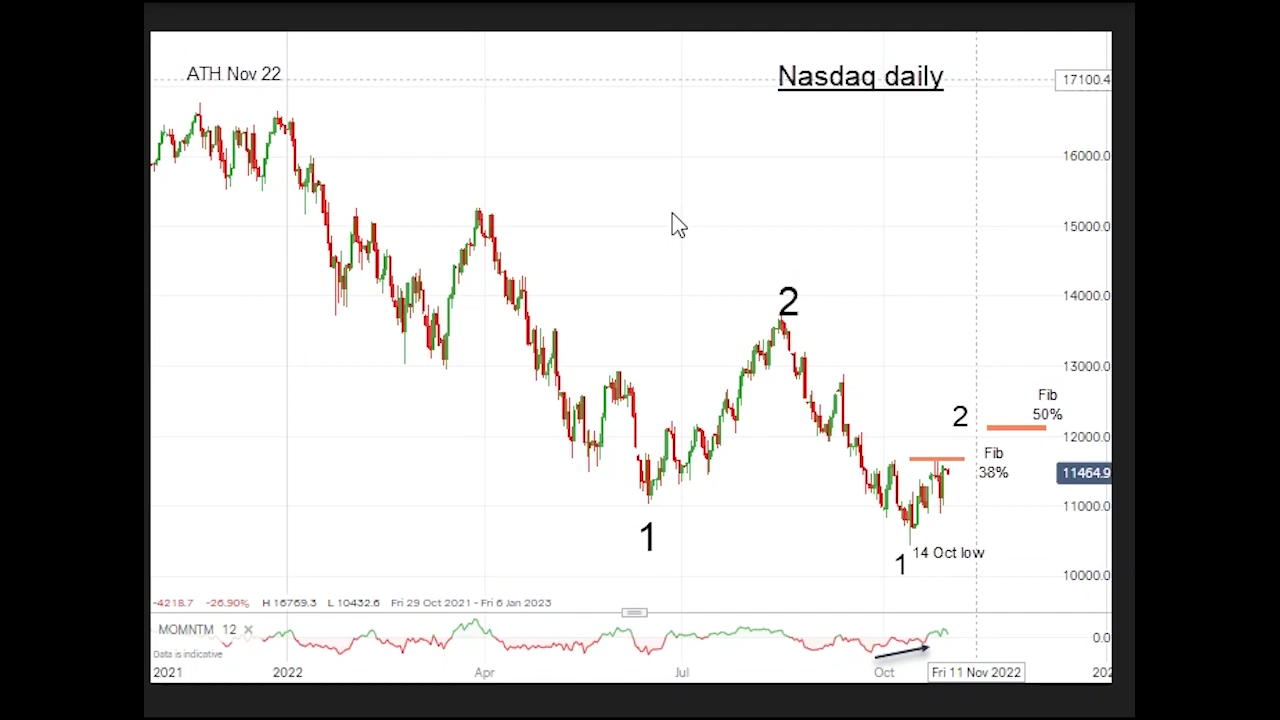 ATH Nov 22
Nasdaq daily
17100.4
16000.0
15000.0
14000.0
2
13000.0
Fib
50%
2
12000.0
Fib
38%
11464.9
11000.0
1
14 Oct low
1
10000.0
-4218.7 -26.90% H 16769.3 L 10432.6 Fri 29 Oct 2021 - Fri 6 Jan 2023
MOMNTM 12 ×
0.0
Data is indicative
2021 2022 Apr Jul Oct Fri 11 Nov 2022 202